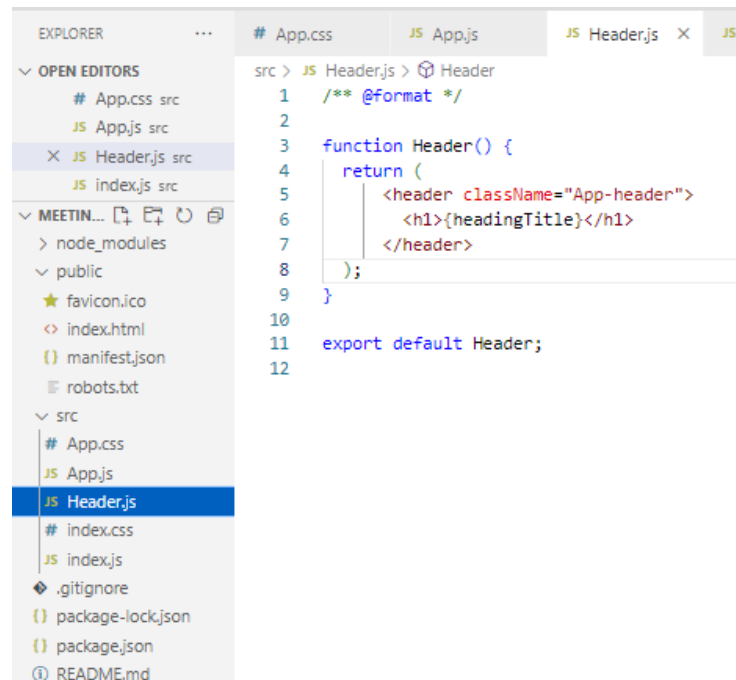 EXPLORER ...
# App.css JS App.js JS Header.js × JS
OPEN EDITORS
# App.css src
JS App.js src
× JS Header.js src
JS index.js src
MEETIN...
node_modules
public
favicon.ico
<> index.html
{} manifest.json
robots.txt
src
# App.css
JS App.js
JS Header.js
# index.css
JS index.js
.gitignore
{} package-lock.json
{} package.json
README.md
src > JS Header.js > Header
1 /** @format */
2
3 function Header() {
4 return (
5 <header className="App-header">
6 <h1>{headingTitle}</h1>
7 </header>
8 );
9 }
10
11 export default Header;
12